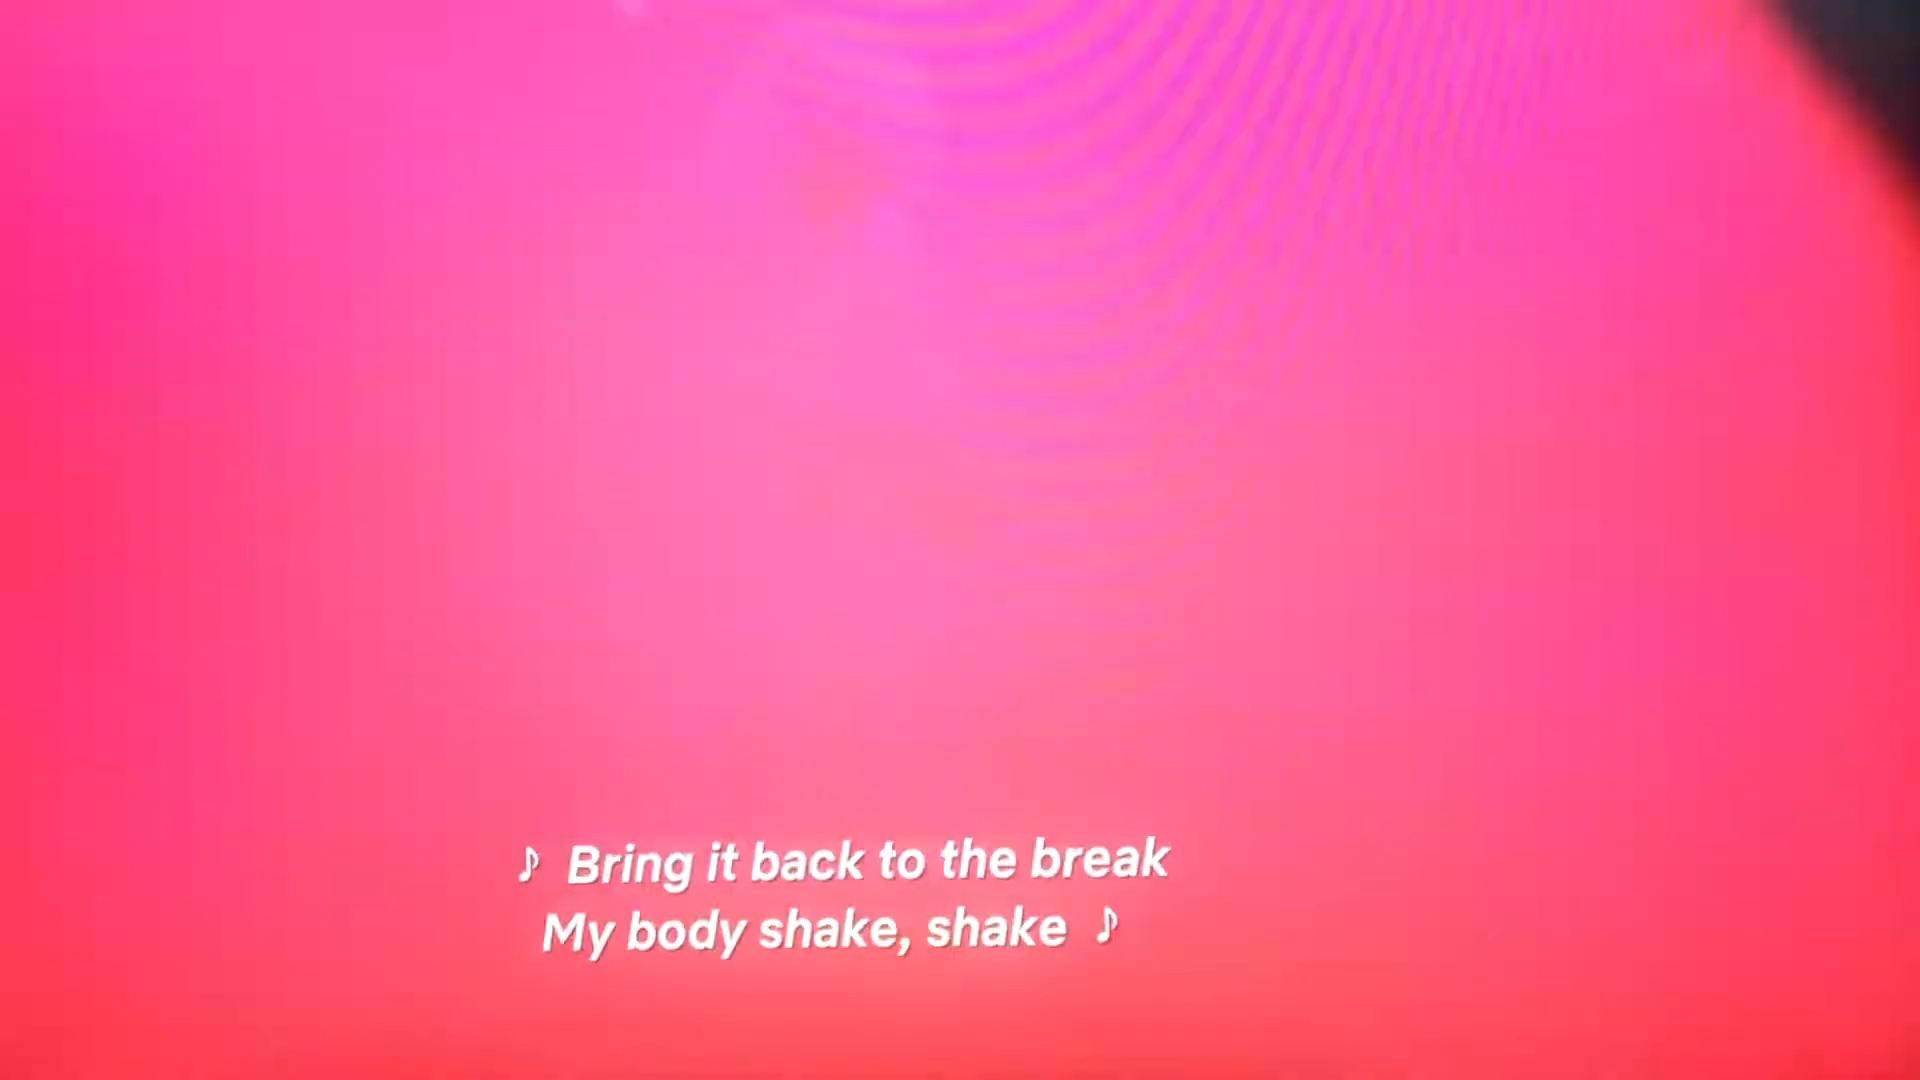 ♪ Bring it back to the break
My body shake, shake ♪